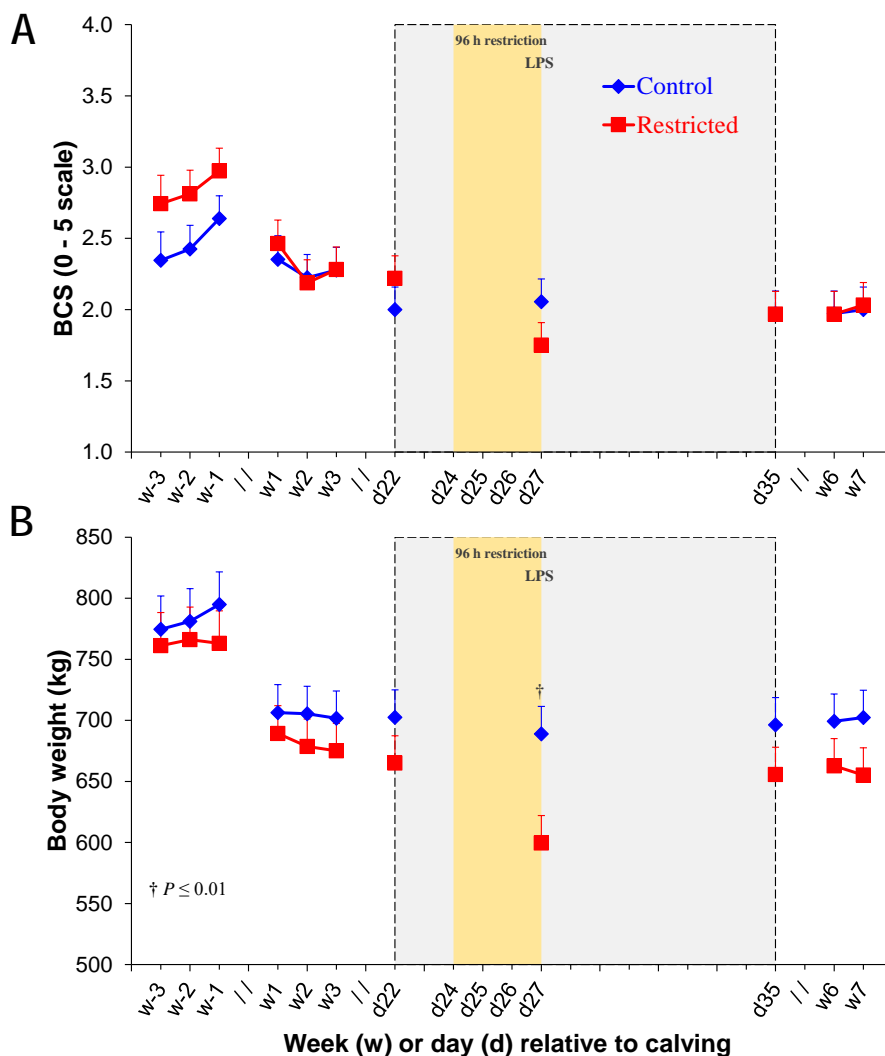 A
4.0
3.5
3.0
2.5
2.0
1.5
1.0
BCS (0 - 5 scale)
96 h restriction
LPS
Control
Restricted
w-3
w-2
w-1
//
w1
w2
w3
//
d22
d24
d25
d26
d27
d35
//
w6
w7
B
850
800
750
700
650
600
550
500
Body weight (kg)
96 h restriction
LPS
†
† P ≤ 0.01
w-3
w-2
w-1
//
w1
w2
w3
//
d22
d24
d25
d26
d27
d35
//
w6
w7
Week (w) or day (d) relative to calving